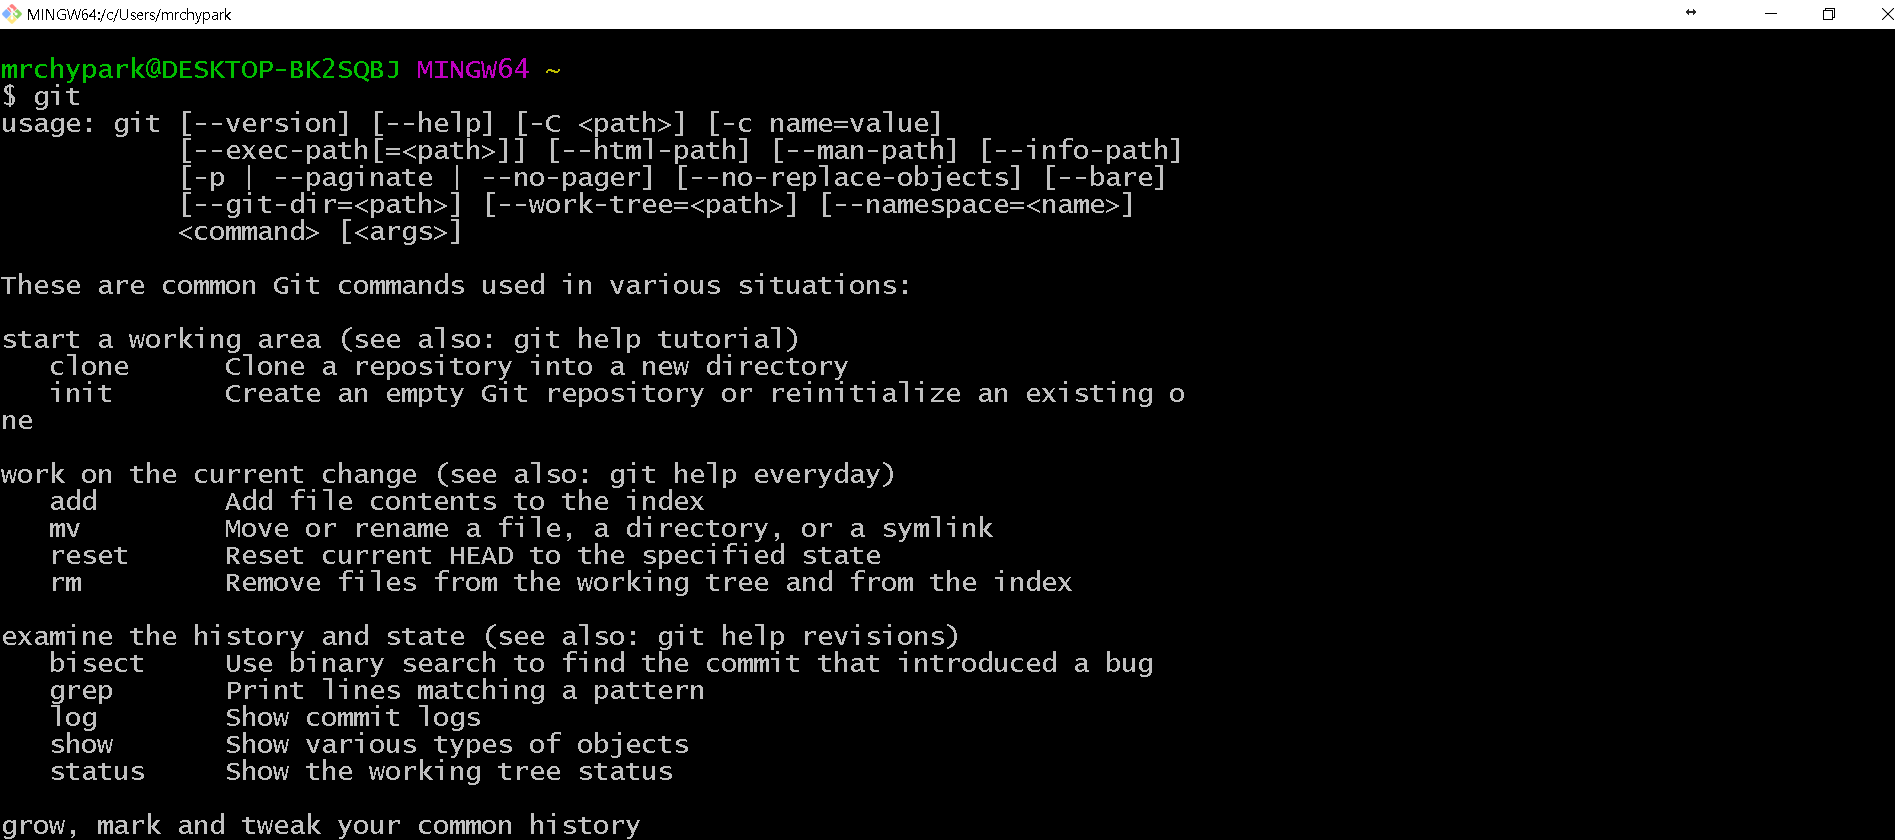 MINGW64:/c/Users/mrchypark
mrchypark@DESKTOP-BK2SQBJ MINGW64 ~
$ git
usage: git [--version] [--help] [-C <path>] [-c name=value]
           [--exec-path[=<path>]] [--html-path] [--man-path] [--info-path]
           [-p | --paginate | --no-pager] [--no-replace-objects] [--bare]
           [--git-dir=<path>] [--work-tree=<path>] [--namespace=<name>]
           <command> [<args>]

These are common Git commands used in various situations:

start a working area (see also: git help tutorial)
   clone      Clone a repository into a new directory
   init       Create an empty Git repository or reinitialize an existing o
ne

work on the current change (see also: git help everyday)
   add        Add file contents to the index
   mv         Move or rename a file, a directory, or a symlink
   reset      Reset current HEAD to the specified state
   rm         Remove files from the working tree and from the index

examine the history and state (see also: git help revisions)
   bisect     Use binary search to find the commit that introduced a bug
   grep       Print lines matching a pattern
   log        Show commit logs
   show       Show various types of objects
   status     Show the working tree status

grow, mark and tweak your common history